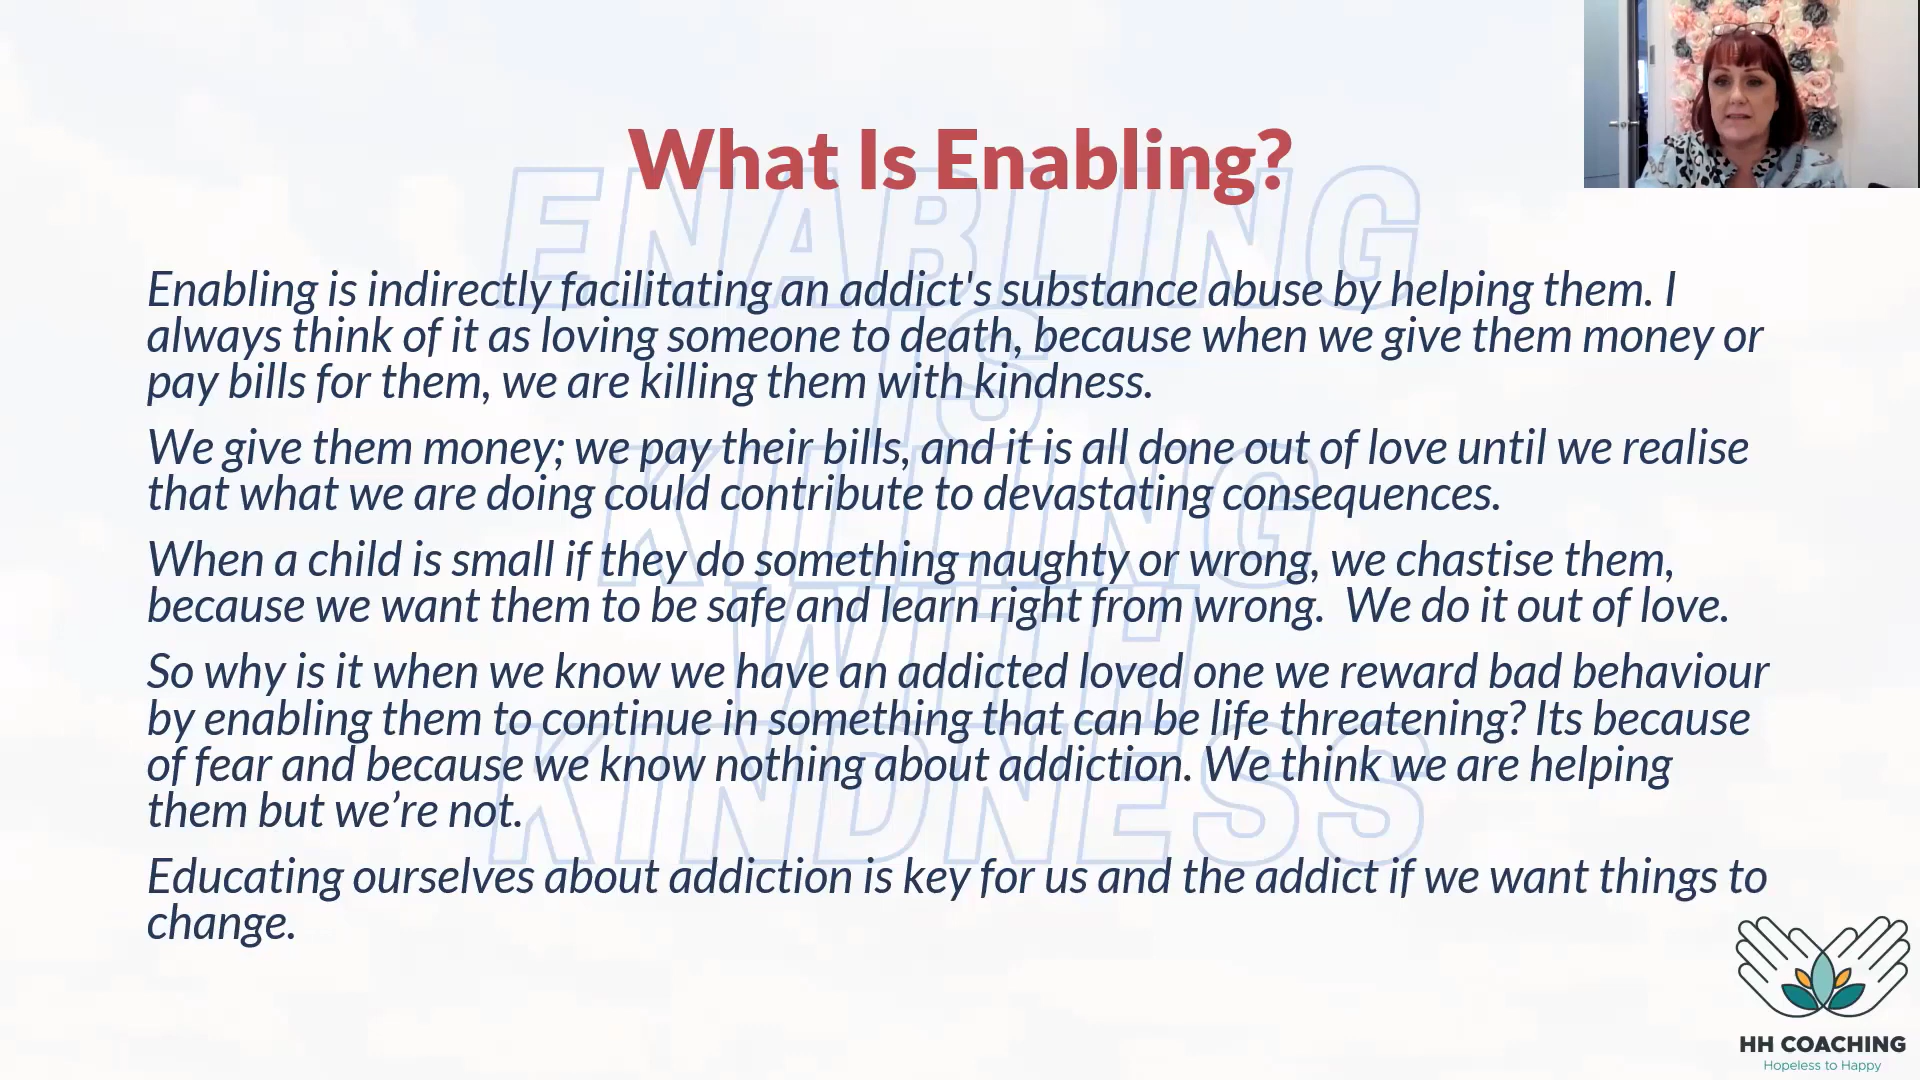 What Is Enabling?
ENABLING
IS
KILLING
WITH
KINDNESS
Enabling is indirectly facilitating an addict's substance abuse by helping them. I
always think of it as loving someone to death, because when we give them money or
pay bills for them, we are killing them with kindness.
We give them money; we pay their bills, and it is all done out of love until we realise
that what we are doing could contribute to devastating consequences.
When a child is small if they do something naughty or wrong, we chastise them,
because we want them to be safe and learn right from wrong.  We do it out of love.
So why is it when we know we have an addicted loved one we reward bad behaviour
by enabling them to continue in something that can be life threatening? Its because
of fear and because we know nothing about addiction. We think we are helping
them but we’re not.
Educating ourselves about addiction is key for us and the addict if we want things to
change.
HH COACHING
Hopeless to Happy